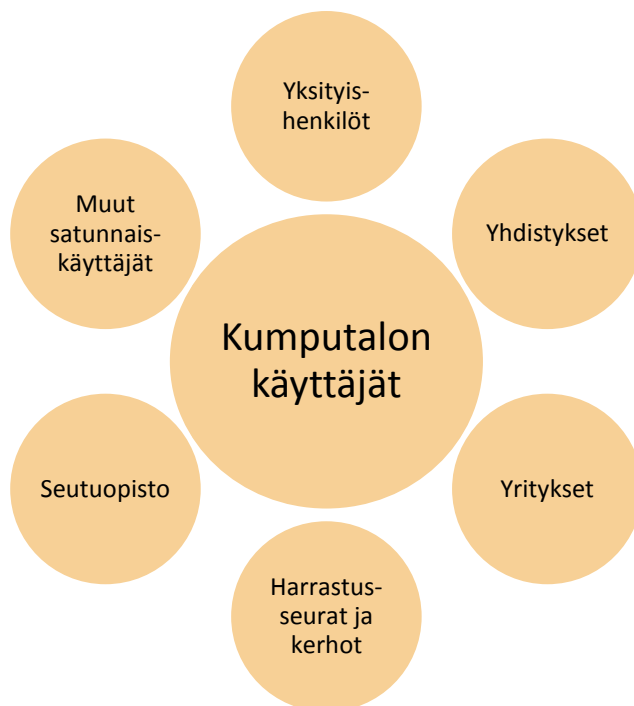 Yksityis-
henkilöt
Yhdistykset
Yritykset
Harrastus-
seurat ja
kerhot
Seutuopisto
Muut
satunnais-
käyttäjät
Kumputalon
käyttäjät